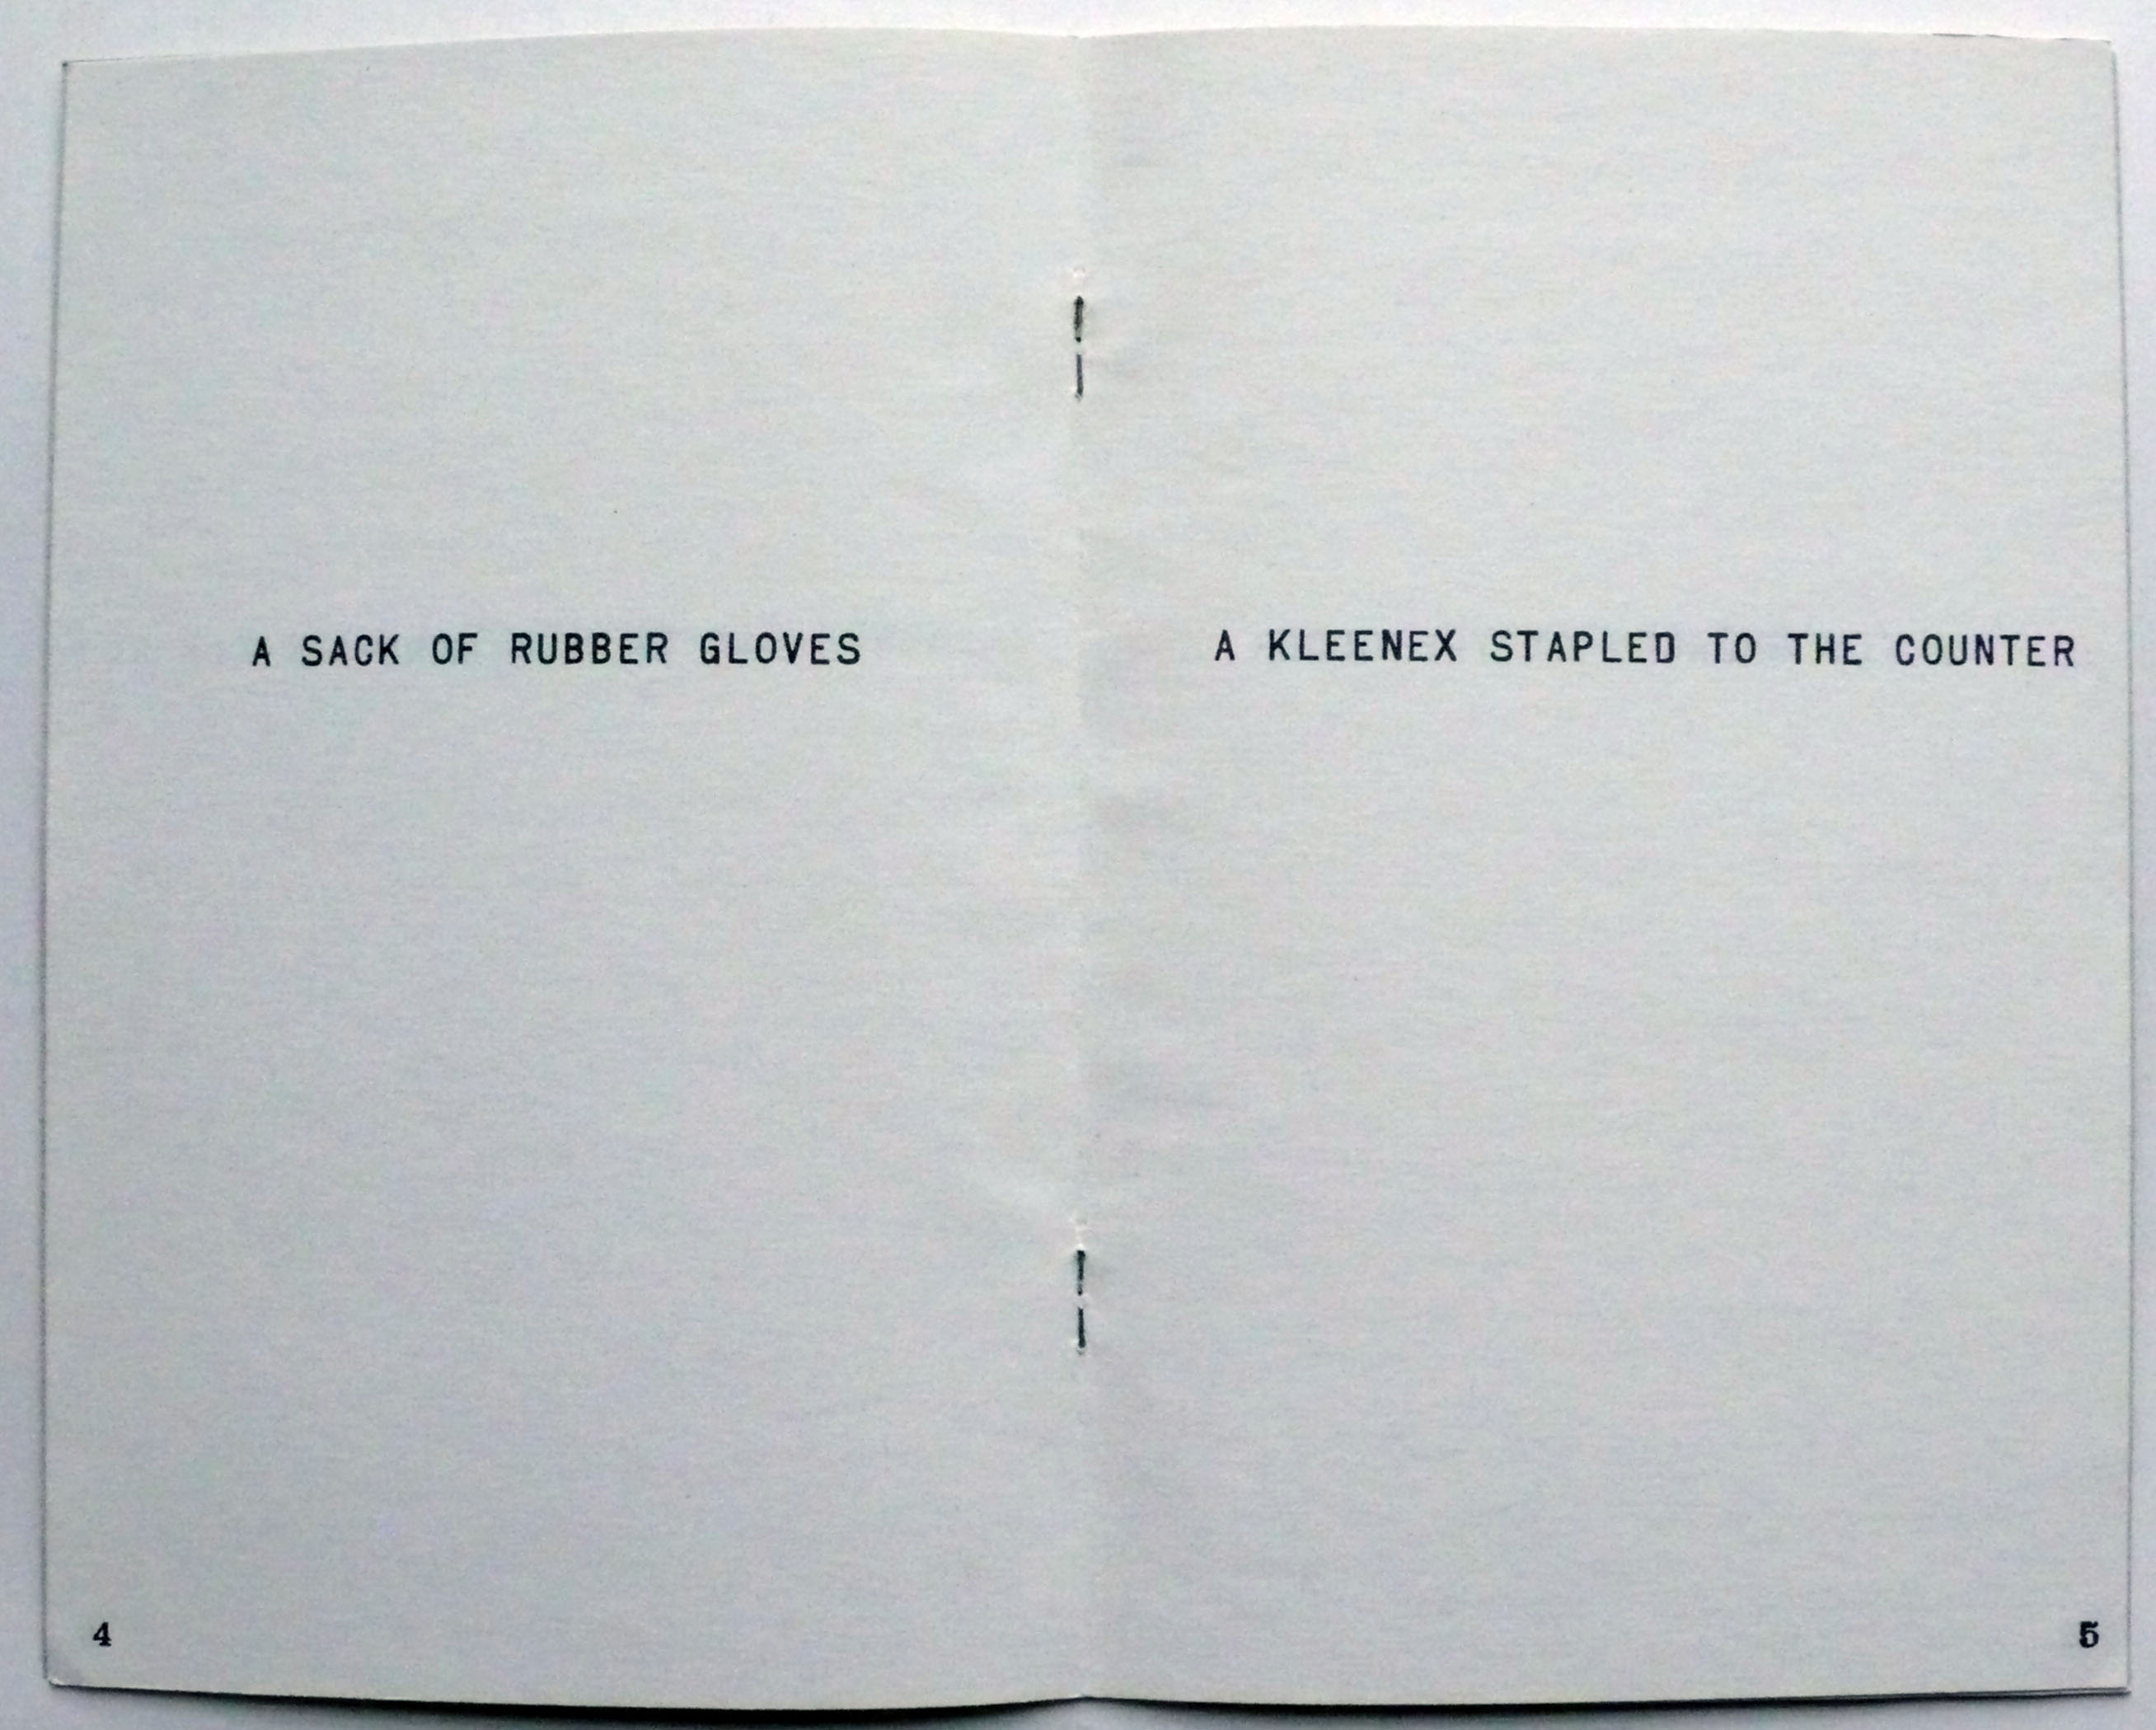 A SACK OF RUBBER GLOVES
4
A KLEENEX STAPLED TO THE COUNTER
5